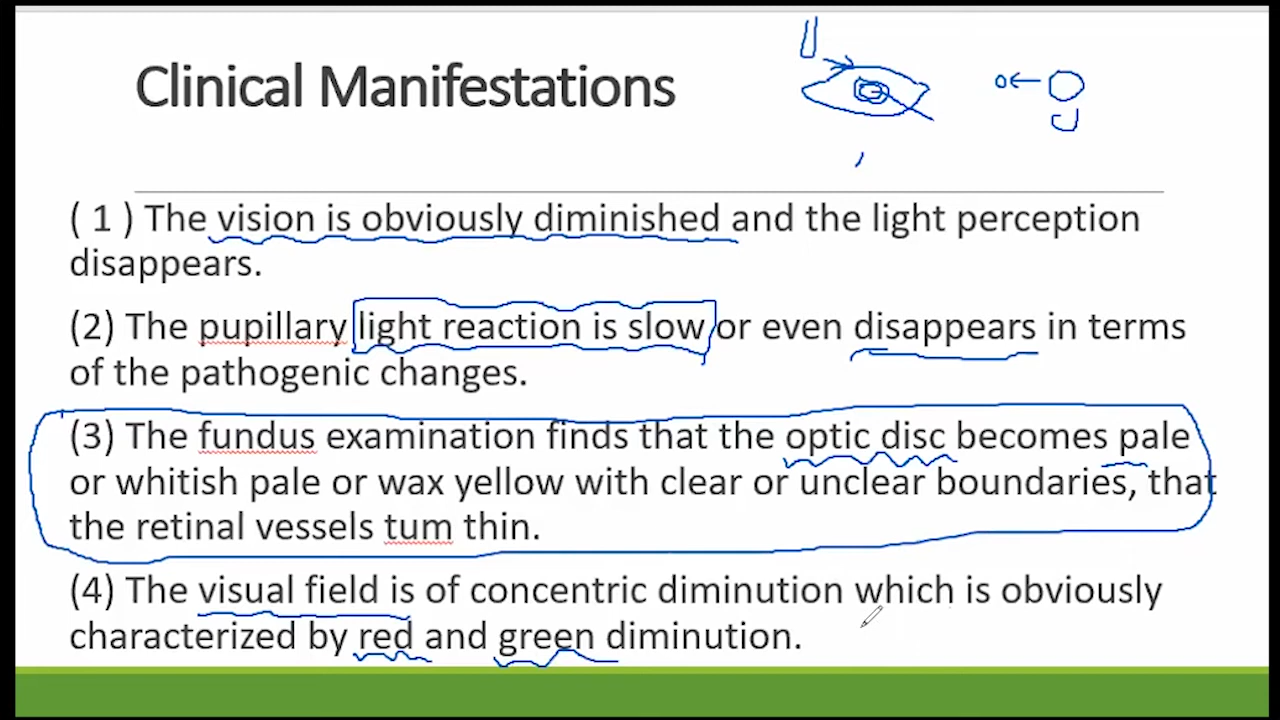 Clinical Manifestations
( 1 ) The vision is obviously diminished and the light perception
disappears.
(2) The pupillary light reaction is slow or even disappears in terms
of the pathogenic changes.
(3) The fundus examination finds that the optic disc becomes pale
or whitish pale or wax yellow with clear or unclear boundaries, that
the retinal vessels tum thin.
(4) The visual field is of concentric diminution which is obviously
characterized by red and green diminution.